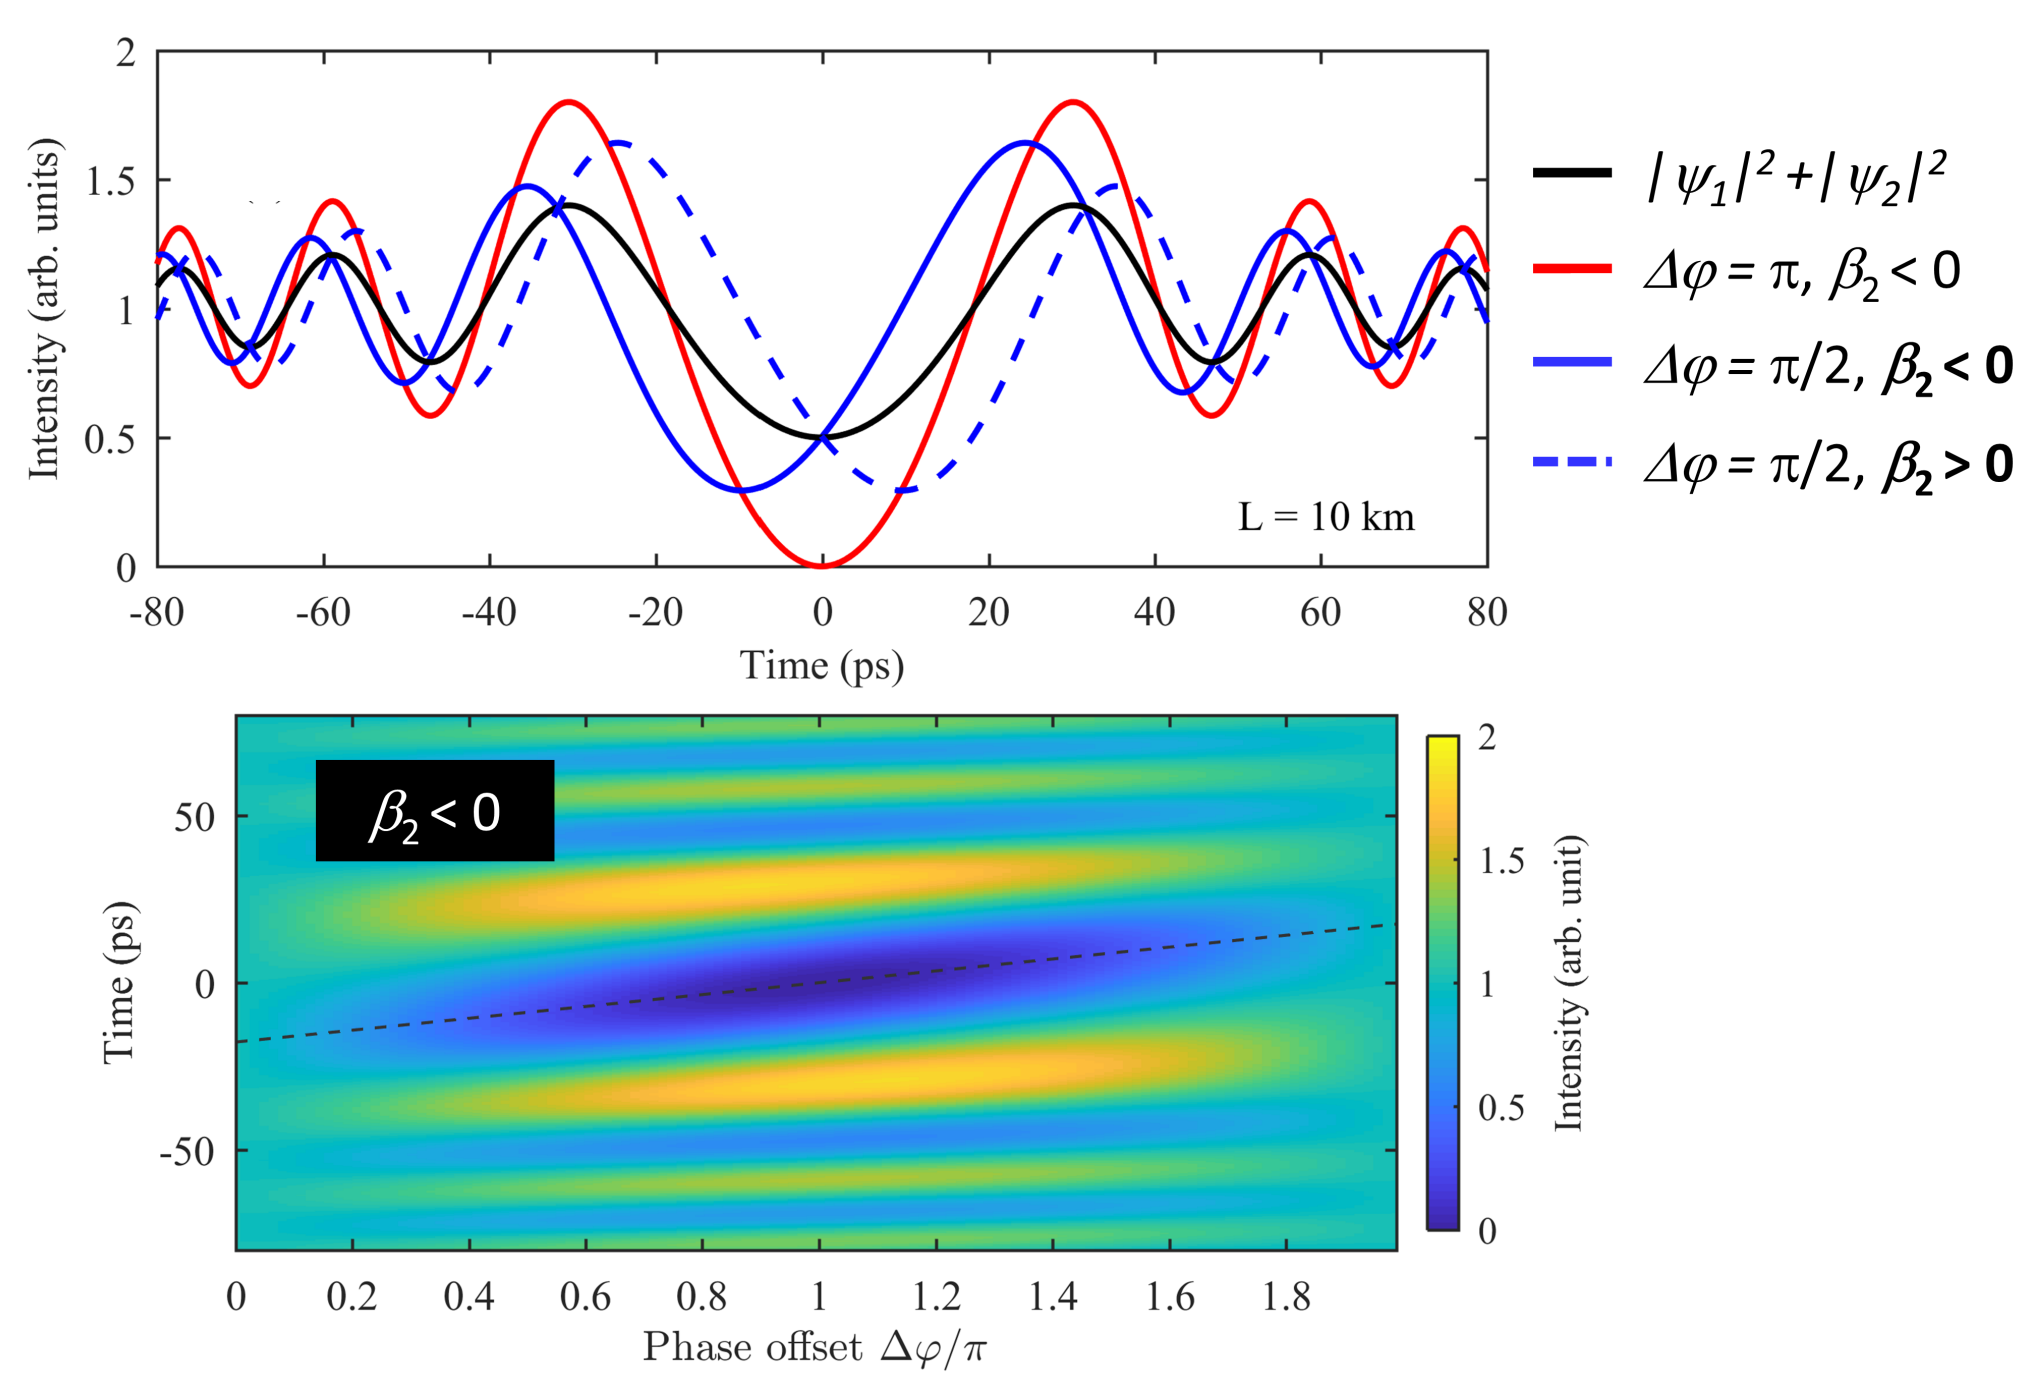 2
1.5
1
0.5
0
Intensity (arb. units)
-80 -60 -40 -20 0 20 40 60 80
Time (ps)
L = 10 km
| ψ₁|² +| ψ₂|²
Δφ = π, β₂ < 0
Δφ = π/2, β₂ < 0
Δφ = π/2, β₂ > 0
β₂ < 0
50
0
-50
Time (ps)
0 0.2 0.4 0.6 0.8 1 1.2 1.4 1.6 1.8
Phase offset Δφ/π
2
1.5
1
0.5
0
Intensity (arb. unit)